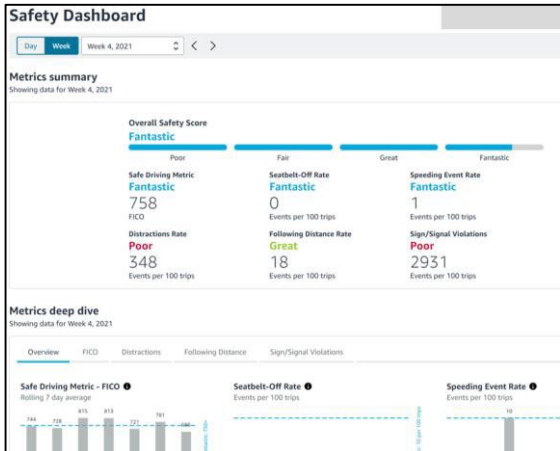 Safety Dashboard
Day Week Week 4, 2021
Metrics summary
Showing data for Week 4, 2021
Overall Safety Score
Fantastic
Poor Fair Great Fantastic
Safe Driving Metric Seatbelt-Off Rate Speeding Event Rate
Fantastic Fantastic Fantastic
758 0 1
FICO Events per 100 trips Events per 100 trips
Distractions Rate Following Distance Rate Sign/Signal Violations
Poor Great Poor
348 18 2931
Events per 100 trips Events per 100 trips Events per 100 trips
Metrics deep dive
Showing data for Week 4, 2021
Overview FICO Distractions Following Distance Sign/Signal Violations
Safe Driving Metric - FICO Seatbelt-Off Rate Speeding Event Rate
Rolling 7 day average Events per 100 trips Events per 100 trips
744 728 815 813 727 781
10